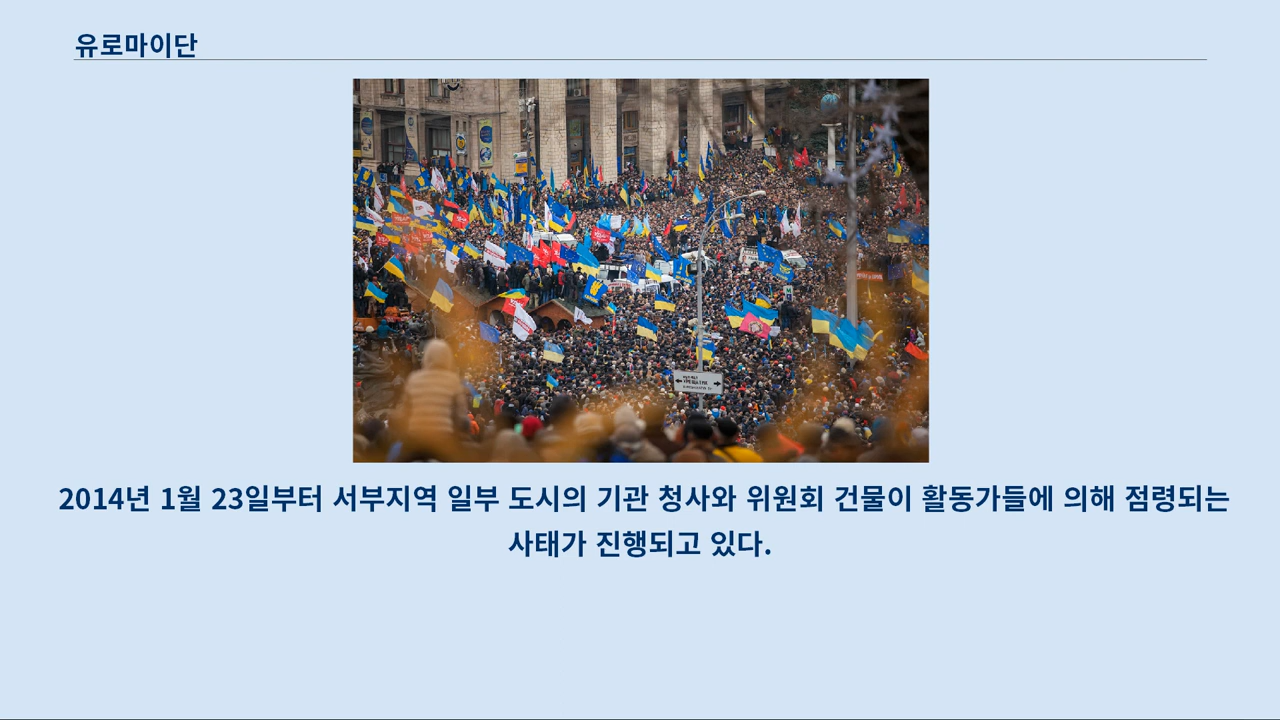 유로마이단
2014년 1월 23일부터 서부지역 일부 도시의 기관 청사와 위원회 건물이 활동가들에 의해 점령되는
사태가 진행되고 있다.